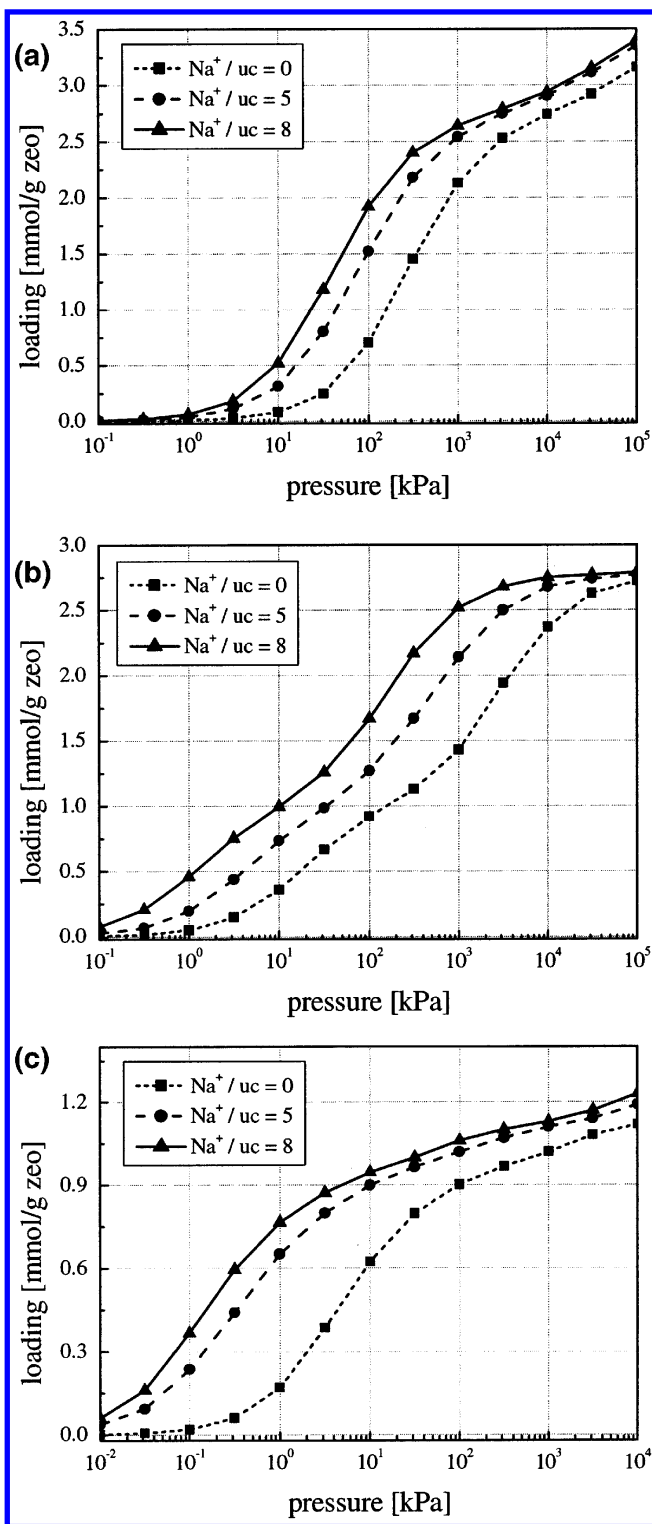 (a)
Na⁺ / uc = 0
Na⁺ / uc = 5
Na⁺ / uc = 8
loading [mmol/g zeo]
3.5
3.0
2.5
2.0
1.5
1.0
0.5
0.0
10⁻¹ 10⁰ 10¹ 10² 10³ 10⁴ 10⁵
pressure [kPa]
(b)
Na⁺ / uc = 0
Na⁺ / uc = 5
Na⁺ / uc = 8
loading [mmol/g zeo]
3.0
2.5
2.0
1.5
1.0
0.5
0.0
10⁻¹ 10⁰ 10¹ 10² 10³ 10⁴ 10⁵
pressure [kPa]
(c)
Na⁺ / uc = 0
Na⁺ / uc = 5
Na⁺ / uc = 8
loading [mmol/g zeo]
1.2
0.9
0.6
0.3
0.0
10⁻² 10⁻¹ 10⁰ 10¹ 10² 10³ 10⁴
pressure [kPa]